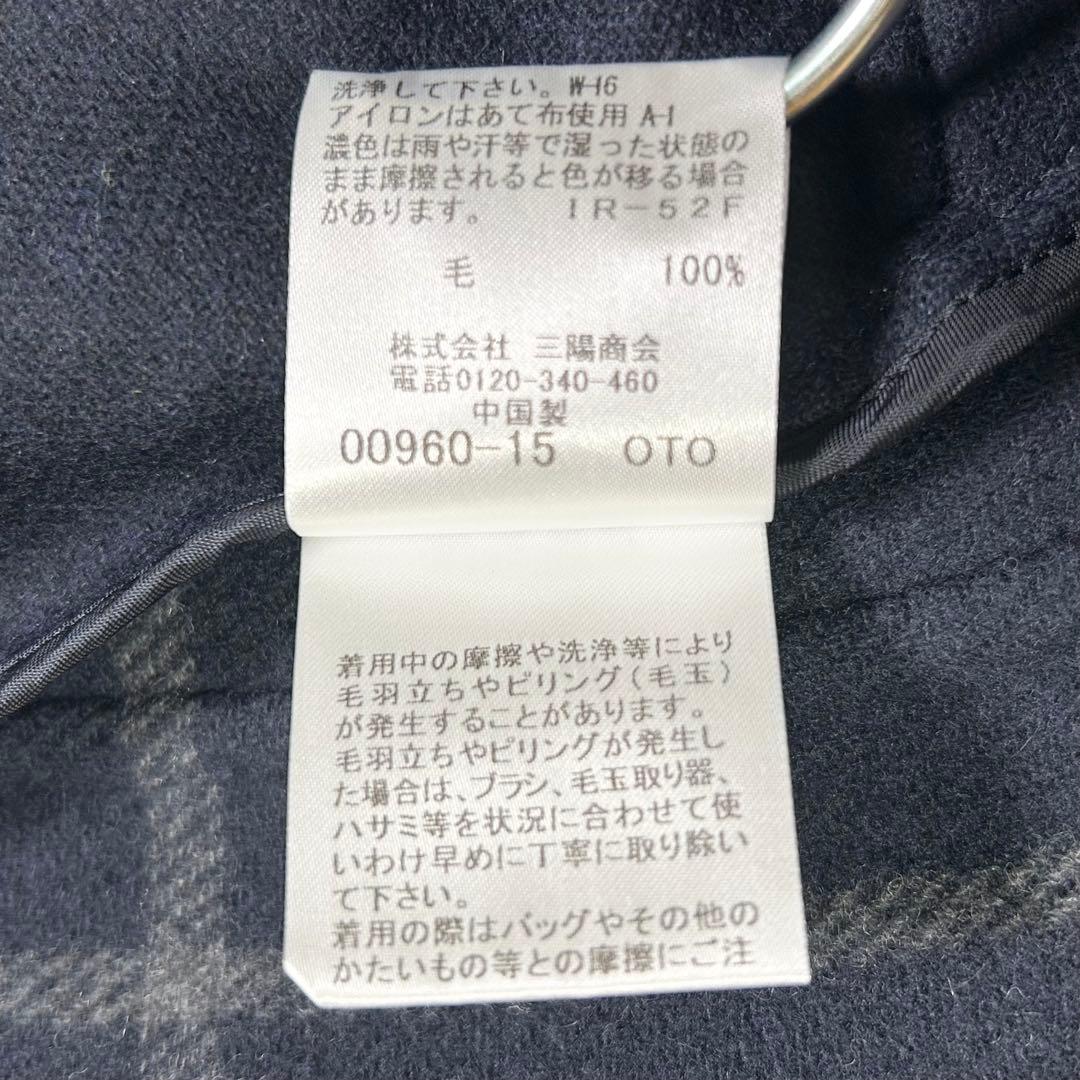 洗浄して下さい。W-16
アイロンはあて布使用 A-1
濃色は雨や汗等で湿った状態の
まま摩擦されると色が移る場合
があります。 IR-52F
毛 100%
株式会社 三陽商会
電話0120-340-460
中国製
00960-15 OTO
着用中の摩擦や洗浄等により
毛羽立ちやピリング(毛玉)
が発生することがあります。
毛羽立ちやピリングが発生し
た場合は、ブラシ、毛玉取り器、
ハサミ等を状況に合わせて使
いわけ早めに丁寧に取り除い
て下さい。
着用の際はバッグやその他の
かたいもの等との摩擦にご注